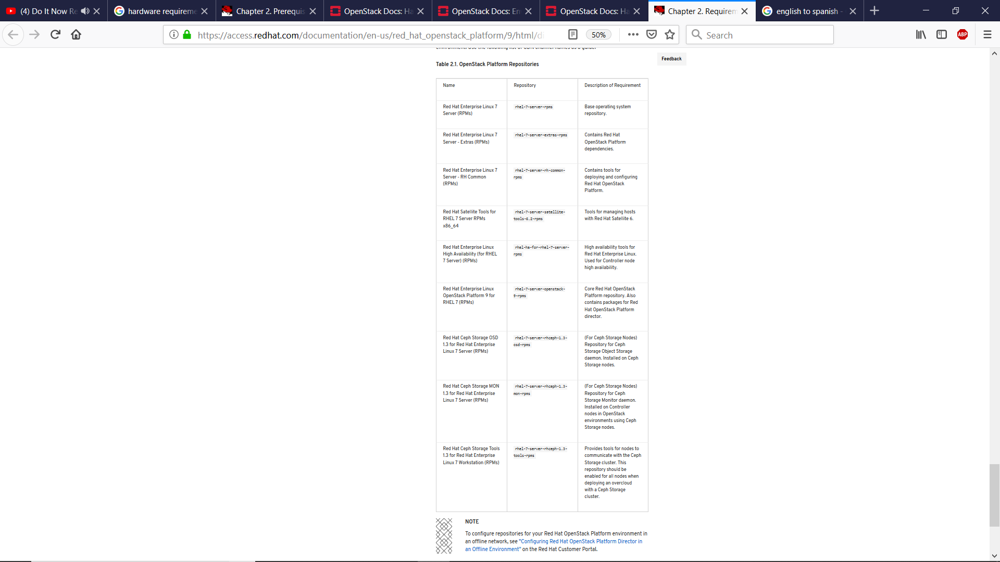 (4) Do It Now Re
hardware requireme
Chapter 2. Prerequis
OpenStack Docs: Ha
OpenStack Docs: En
OpenStack Docs: Ha
Chapter 2. Requirem
english to spanish -
https://access.redhat.com/documentation/en-us/red_hat_openstack_platform/9/html/di
50%
Search
ABP
environment. Use the following list of CDN channel names as a guide.
Feedback
Table 2.1. OpenStack Platform Repositories
Name
Repository
Description of Requirement
Red Hat Enterprise Linux 7
Server (RPMs)
rhel-7-server-rpms
Base operating system
repository.
Red Hat Enterprise Linux 7
Server - Extras (RPMs)
rhel-7-server-extras-rpms
Contains Red Hat
OpenStack Platform
dependencies.
Red Hat Enterprise Linux 7
Server - RH Common
(RPMs)
rhel-7-server-rh-common-
rpms
Contains tools for
deploying and configuring
Red Hat OpenStack
Platform.
Red Hat Satellite Tools for
RHEL 7 Server RPMs
x86_64
rhel-7-server-satellite-
tools-6.2-rpms
Tools for managing hosts
with Red Hat Satellite 6.
Red Hat Enterprise Linux
High Availability (for RHEL
7 Server) (RPMs)
rhel-ha-for-rhel-7-server-
rpms
High availability tools for
Red Hat Enterprise Linux.
Used for Controller node
high availability.
Red Hat Enterprise Linux
OpenStack Platform 9 for
RHEL 7 (RPMs)
rhel-7-server-openstack-
9-rpms
Core Red Hat OpenStack
Platform repository. Also
contains packages for Red
Hat OpenStack Platform
director.
Red Hat Ceph Storage OSD
1.3 for Red Hat Enterprise
Linux 7 Server (RPMs)
rhel-7-server-rhceph-1.3-
osd-rpms
(For Ceph Storage Nodes)
Repository for Ceph
Storage Object Storage
daemon. Installed on Ceph
Storage nodes.
Red Hat Ceph Storage MON
1.3 for Red Hat Enterprise
Linux 7 Server (RPMs)
rhel-7-server-rhceph-1.3-
mon-rpms
(For Ceph Storage Nodes)
Repository for Ceph
Storage Monitor daemon.
Installed on Controller
nodes in OpenStack
environments using Ceph
Storage nodes.
Red Hat Ceph Storage Tools
1.3 for Red Hat Enterprise
Linux 7 Workstation (RPMs)
rhel-7-server-rhceph-1.3-
tools-rpms
Provides tools for nodes to
communicate with the Ceph
Storage cluster. This
repository should be
enabled for all nodes when
deploying an overcloud
with a Ceph Storage
cluster.
NOTE
To configure repositories for your Red Hat OpenStack Platform environment in
an offline network, see "Configuring Red Hat OpenStack Platform Director in
an Offline Environment" on the Red Hat Customer Portal.